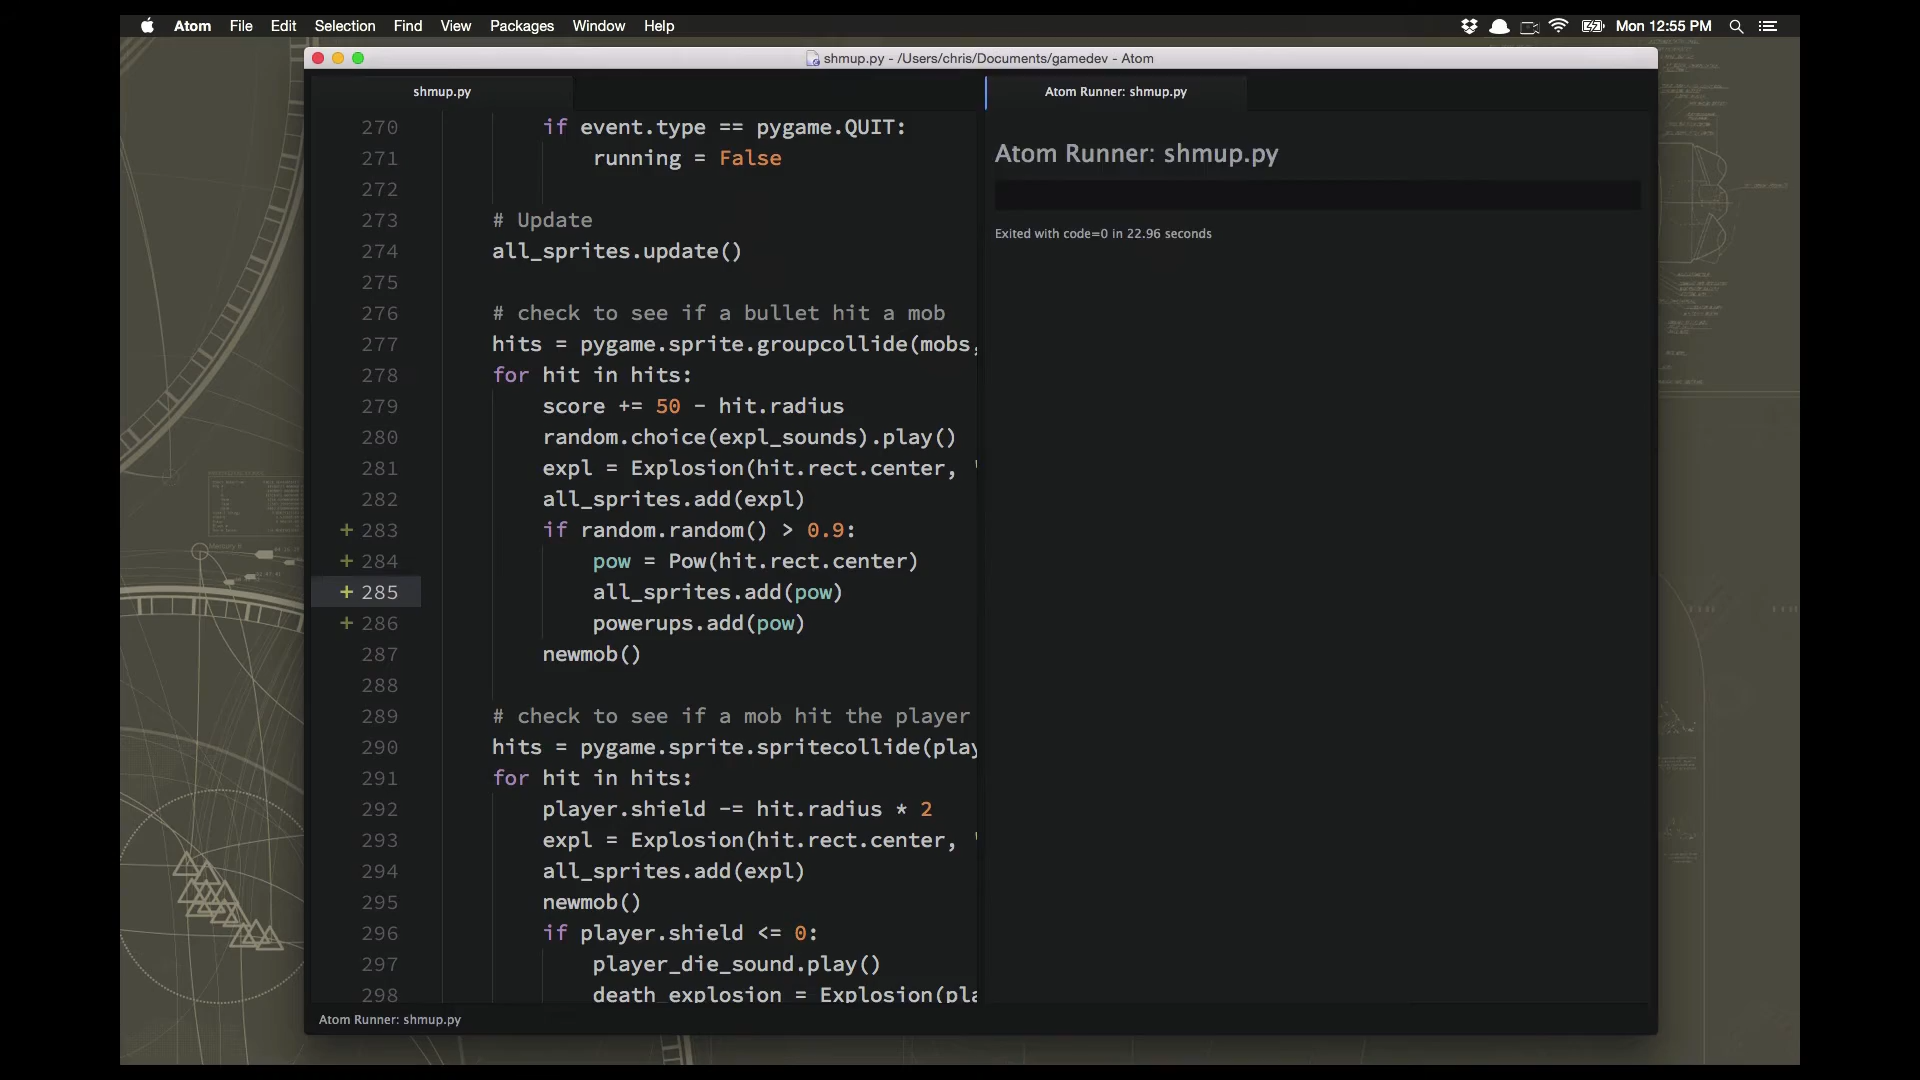 Atom File Edit Selection Find View Packages Window Help Mon 12:55 PM
shmup.py - /Users/chris/Documents/gamedev - Atom
shmup.py
Atom Runner: shmup.py
270 if event.type == pygame.QUIT:
271 running = False
272
273 # Update
274 all_sprites.update()
275
276 # check to see if a bullet hit a mob
277 hits = pygame.sprite.groupcollide(mobs,
278 for hit in hits:
279 score += 50 - hit.radius
280 random.choice(expl_sounds).play()
281 expl = Explosion(hit.rect.center, '
282 all_sprites.add(expl)
+ 283 if random.random() > 0.9:
+ 284 pow = Pow(hit.rect.center)
+ 285 all_sprites.add(pow)
+ 286 powerups.add(pow)
287 newmob()
288
289 # check to see if a mob hit the player
290 hits = pygame.sprite.spritecollide(play
291 for hit in hits:
292 player.shield -= hit.radius * 2
293 expl = Explosion(hit.rect.center, '
294 all_sprites.add(expl)
295 newmob()
296 if player.shield <= 0:
297 player_die_sound.play()
298 death_explosion = Explosion(pla
Atom Runner: shmup.py
Exited with code=0 in 22.96 seconds
Atom Runner: shmup.py